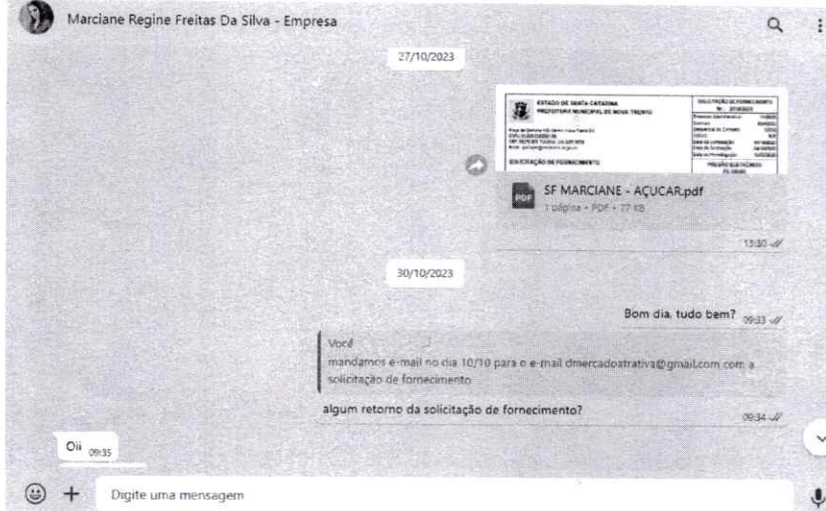 Marciane Regine Freitas Da Silva - Empresa
27/10/2023
ESTADO DE SANTA CATARINA
PREFEITURA MUNICIPAL DE NOVA TRENTO
SOLICITAÇÃO DE FORNECIMENTO
PREGÃO ELETRÔNICO
PDF
SF MARCIANE - AÇUCAR.pdf
1 página • PDF • 77 KB
13:30
30/10/2023
Bom dia, tudo bem? 09:33
Você
mandamos e-mail no dia 10/10 para o e-mail dmercadoatrativa@gmail.com com a
solicitação de fornecimento
algum retorno da solicitação de fornecimento?
09:34
Oii 09:35
Digite uma mensagem